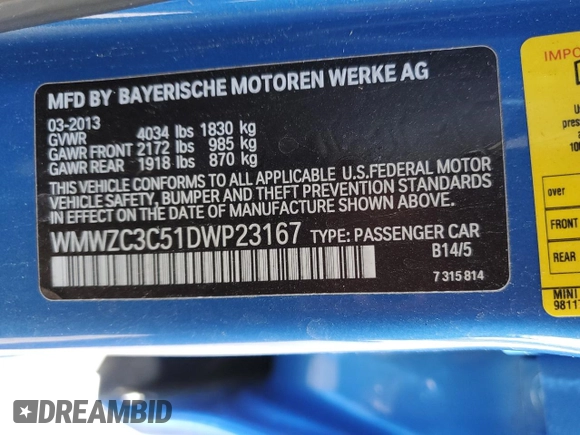 MFD BY BAYERISCHE MOTOREN WERKE AG
03-2013
GVWR 4034 lbs 1830 kg
GAWR FRONT 2172 lbs 985 kg
GAWR REAR 1918 lbs 870 kg
THIS VEHICLE CONFORMS TO ALL APPLICABLE U.S.FEDERAL MOTOR
VEHICLE SAFETY, BUMPER AND THEFT PREVENTION STANDARDS
IN EFFECT ON THE DATE OF MANUFACTURE SHOWN ABOVE.
WMWZC3C51DWP23167 TYPE: PASSENGER CAR
B14/5
7 315 814
over
FRONT
REAR
MINI
DREAMBID